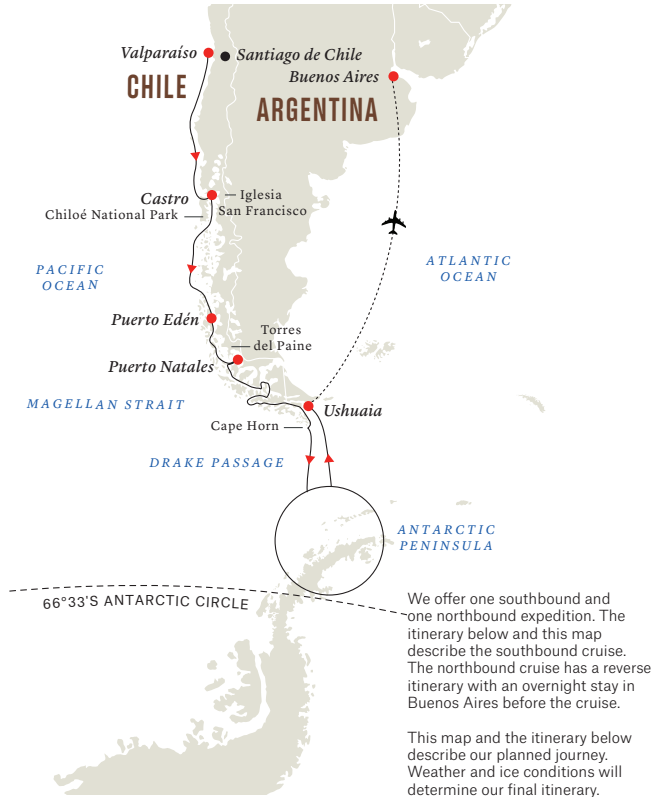 Valparaíso
Santiago de Chile
Buenos Aires
CHILE
ARGENTINA
Castro
Iglesia
San Francisco
Chiloé National Park
PACIFIC
OCEAN
ATLANTIC
OCEAN
Puerto Edén
Torres
del Paine
Puerto Natales
MAGELLAN STRAIT
Ushuaia
Cape Horn
DRAKE PASSAGE
ANTARCTIC
PENINSULA
66°33'S ANTARCTIC CIRCLE
We offer one southbound and
one northbound expedition. The
itinerary below and this map
describe the southbound cruise.
The northbound cruise has a reverse
itinerary with an overnight stay in
Buenos Aires before the cruise.
This map and the itinerary below
describe our planned journey.
Weather and ice conditions will
determine our final itinerary.